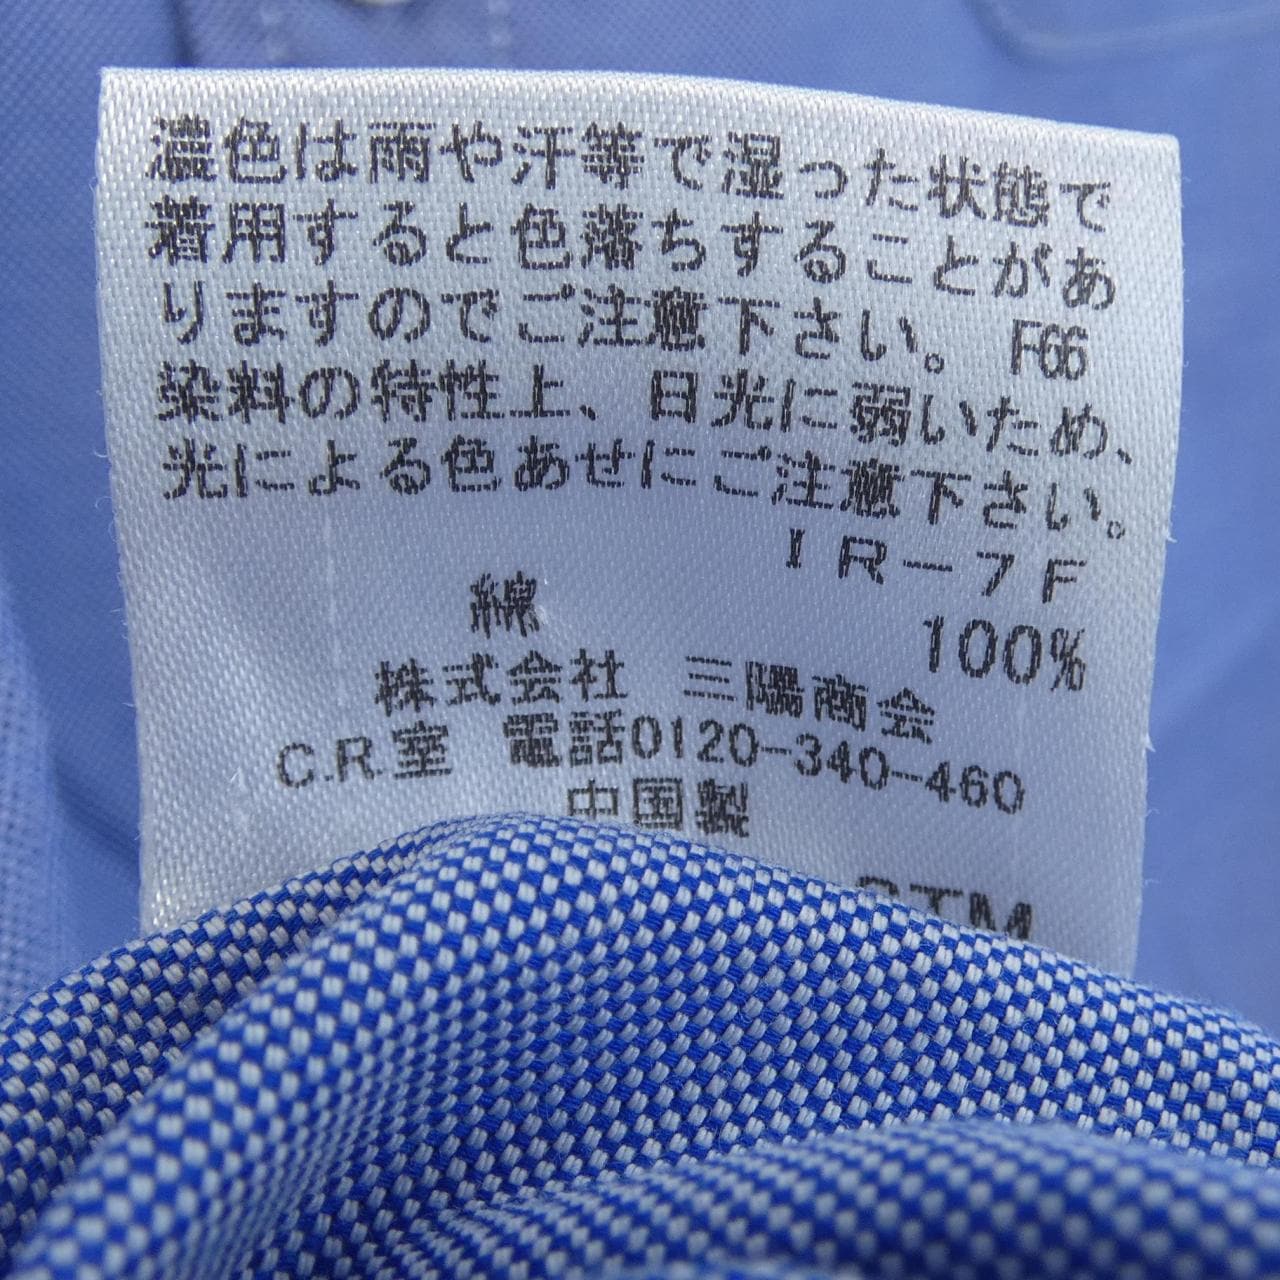 濃色は雨や汗等で湿った状態で
着用すると色落ちすることがあ
りますのでご注意下さい。 F66
染料の特性上、日光に弱いため、
光による色あせにご注意下さい。
IR-7F
綿 100%
株式会社 三陽商会
C.R.室 電話0120-340-460
中国製